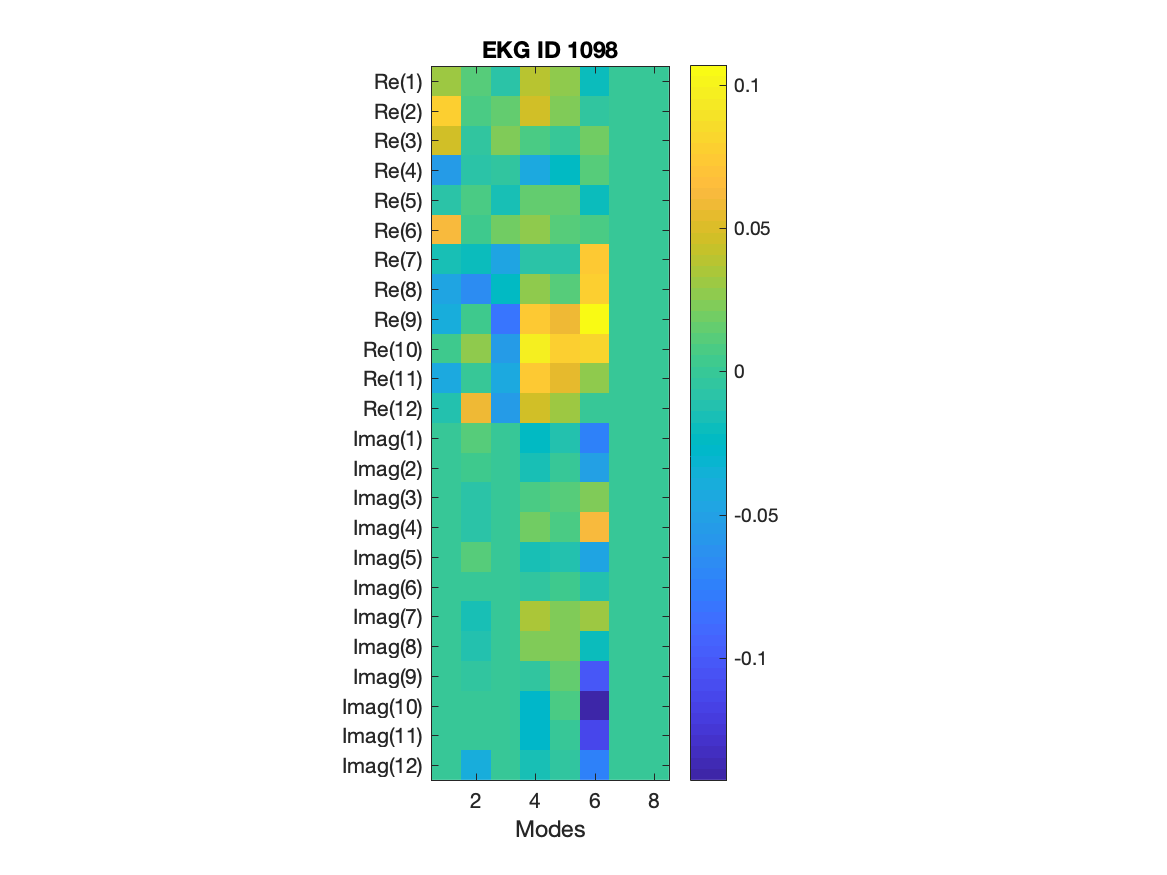 EKG ID 1098
Re(1)
Re(2)
Re(3)
Re(4)
Re(5)
Re(6)
Re(7)
Re(8)
Re(9)
Re(10)
Re(11)
Re(12)
Imag(1)
Imag(2)
Imag(3)
Imag(4)
Imag(5)
Imag(6)
Imag(7)
Imag(8)
Imag(9)
Imag(10)
Imag(11)
Imag(12)
2 4 6 8
Modes
0.1
0.05
0
-0.05
-0.1